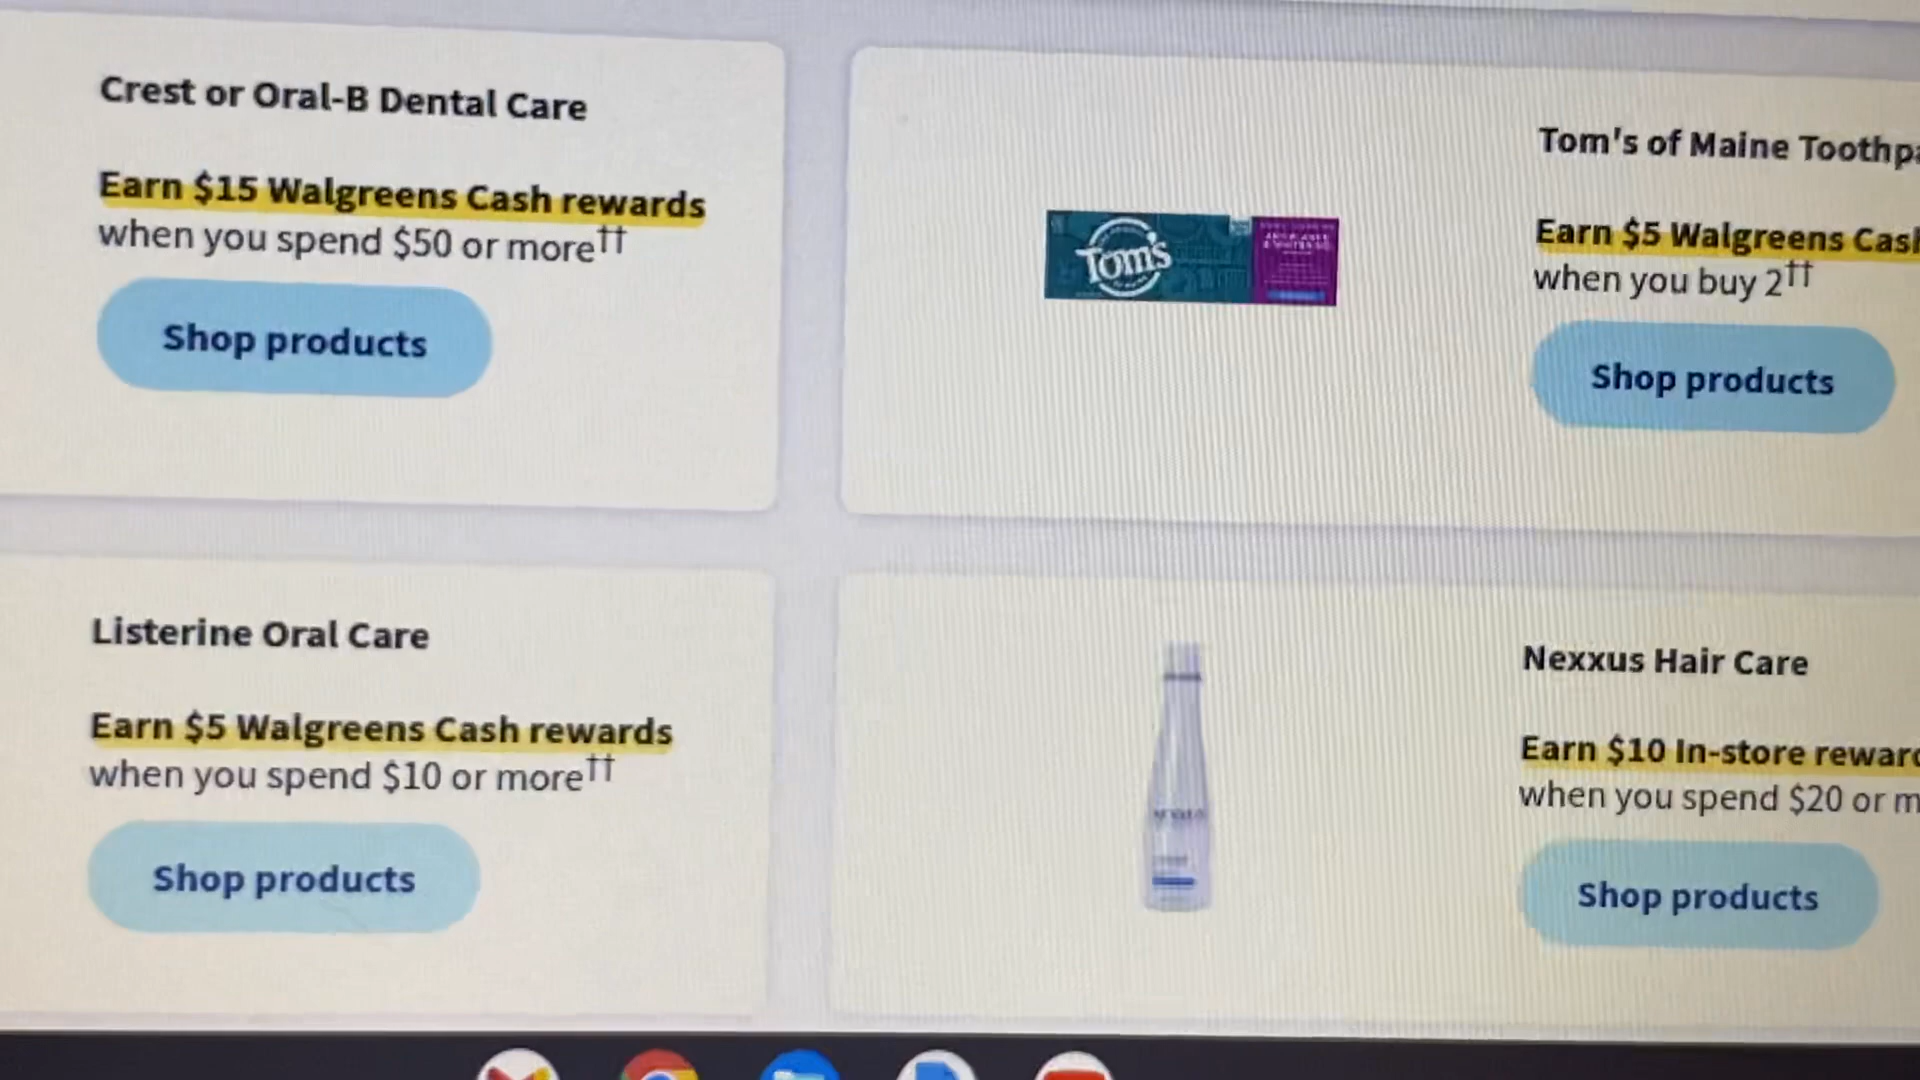 Crest or Oral-B Dental Care
Earn $15 Walgreens Cash rewards
when you spend $50 or more††
Shop products
Tom's of Maine Toothpa
Earn $5 Walgreens Cash
when you buy 2††
Shop products
Tom's
Listerine Oral Care
Earn $5 Walgreens Cash rewards
when you spend $10 or more††
Shop products
Nexxus Hair Care
Earn $10 In-store reward
when you spend $20 or m
Shop products